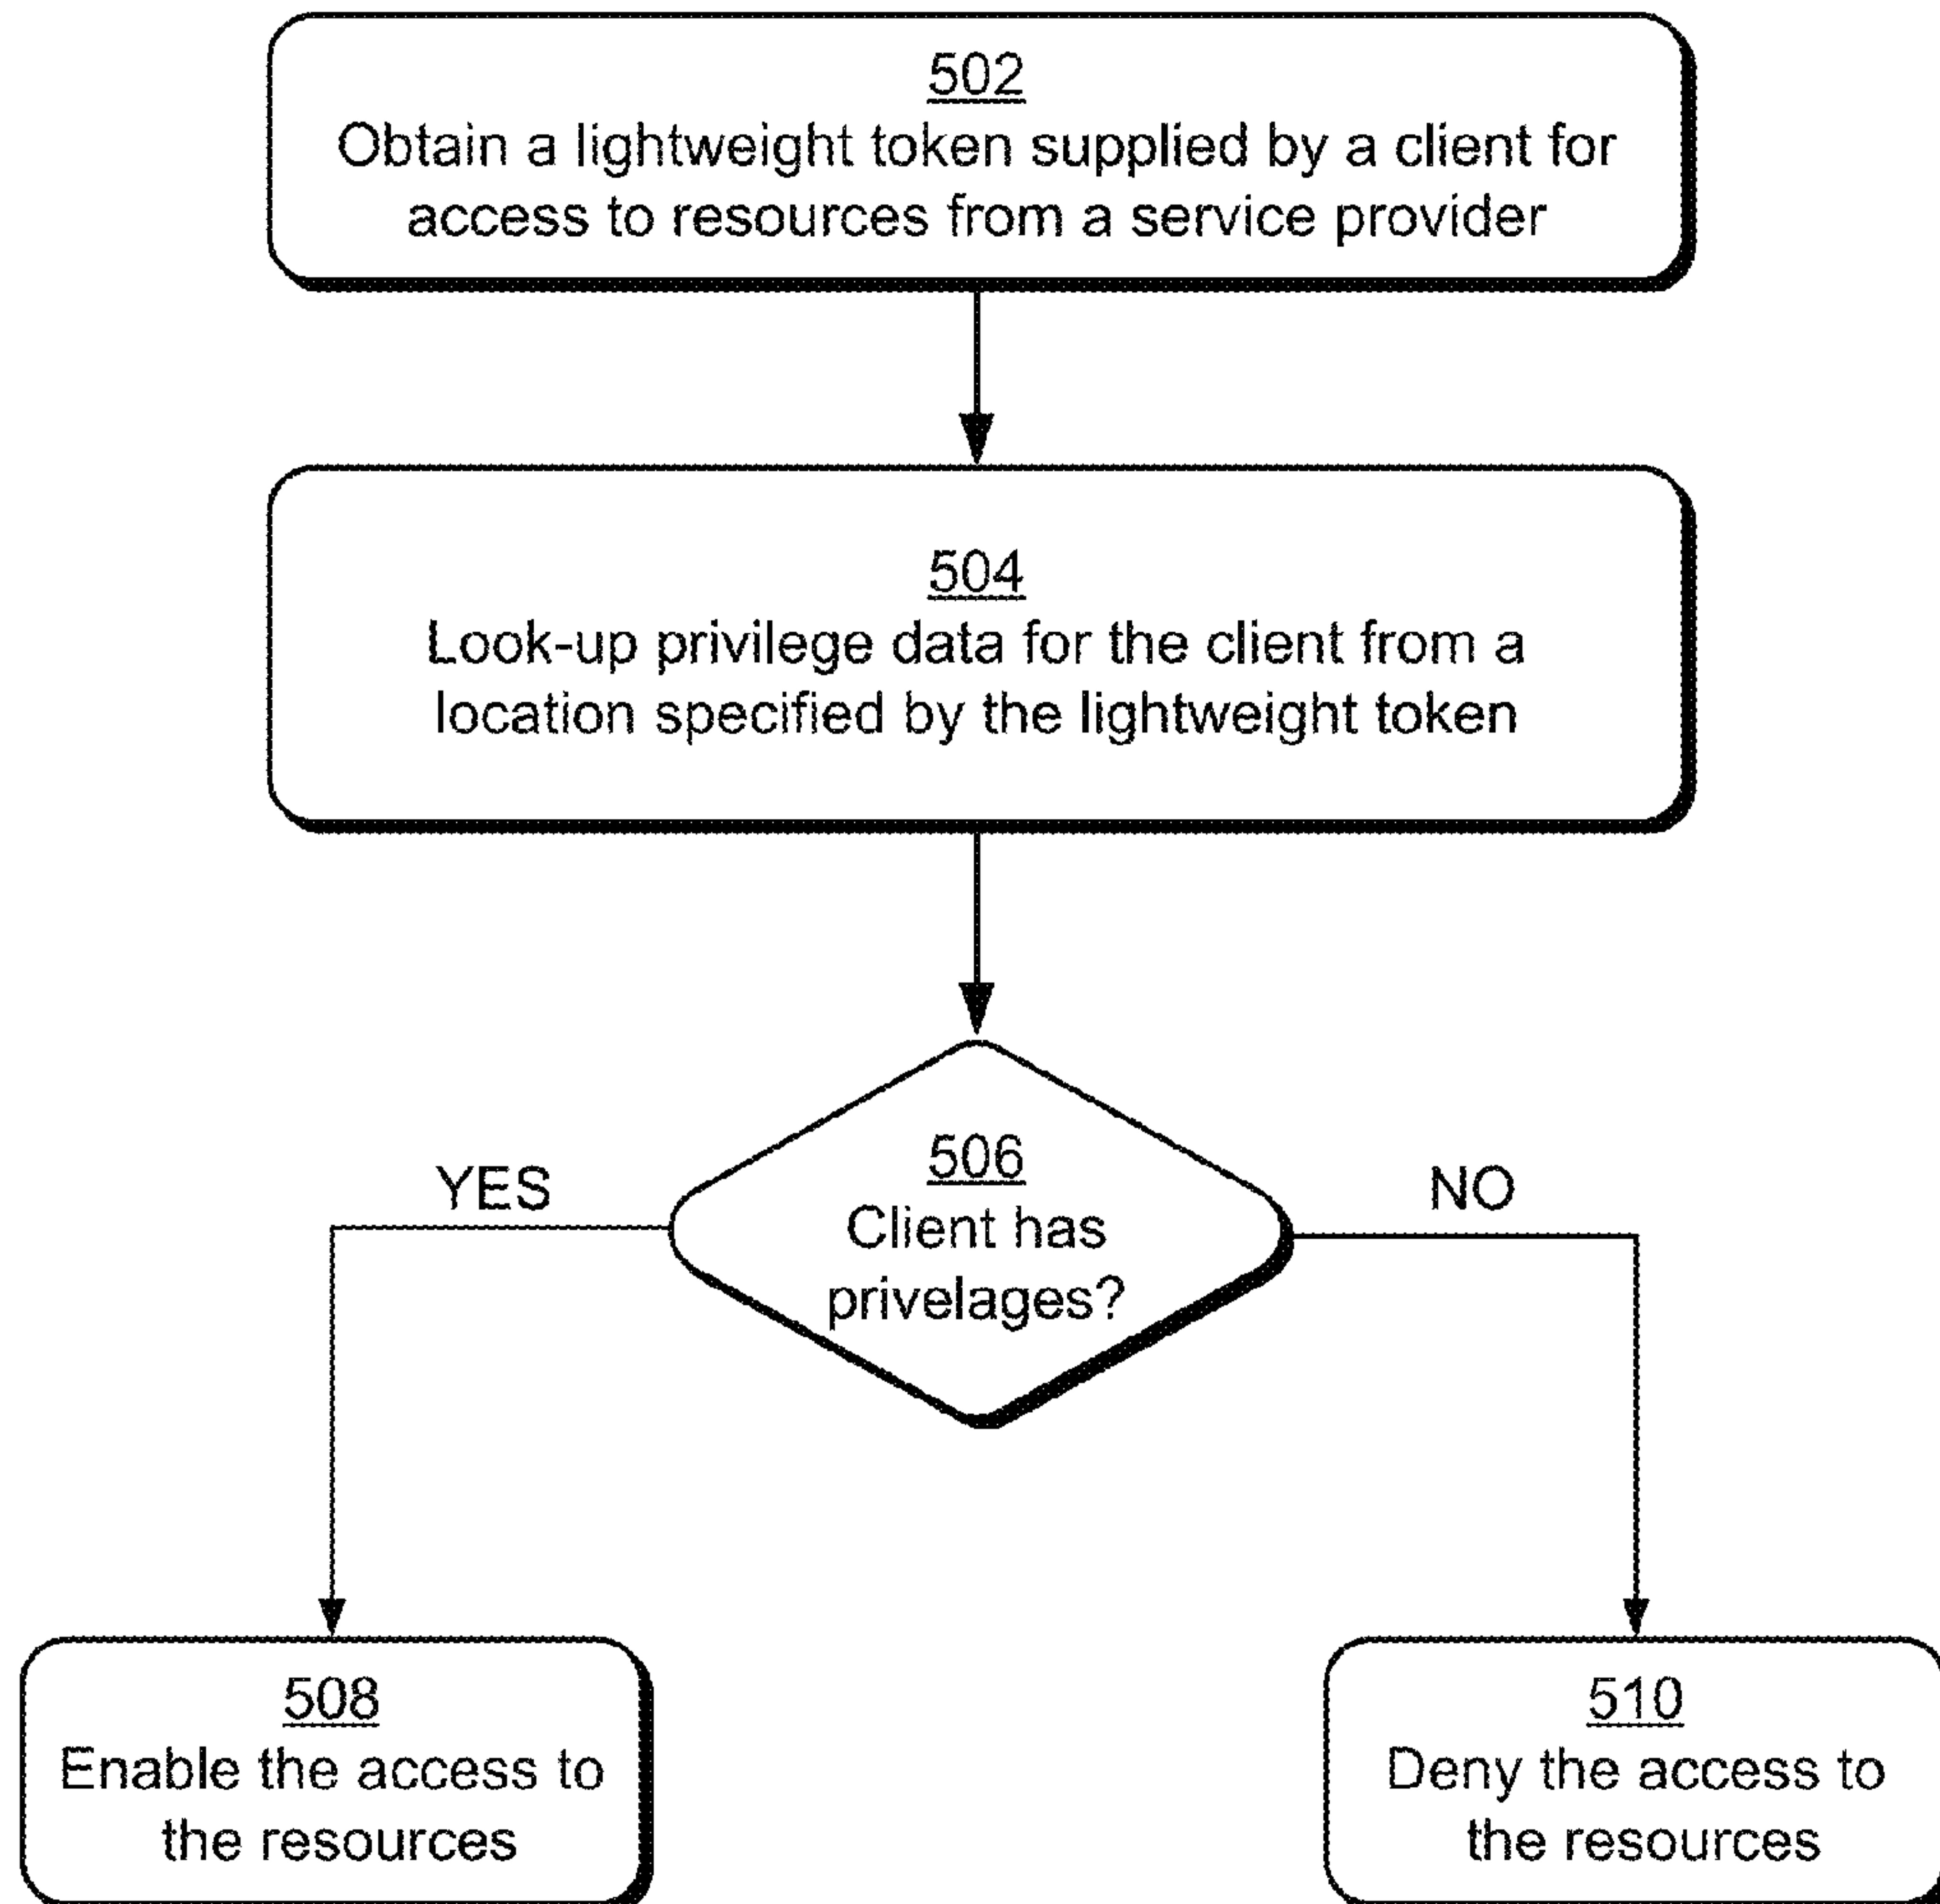 502
Obtain a lightweight token supplied by a client for
access to resources from a service provider
504
Look-up privilege data for the client from a
location specified by the lightweight token
506
Client has
privelages?
YES
NO
508
Enable the access to
the resources
510
Deny the access to
the resources